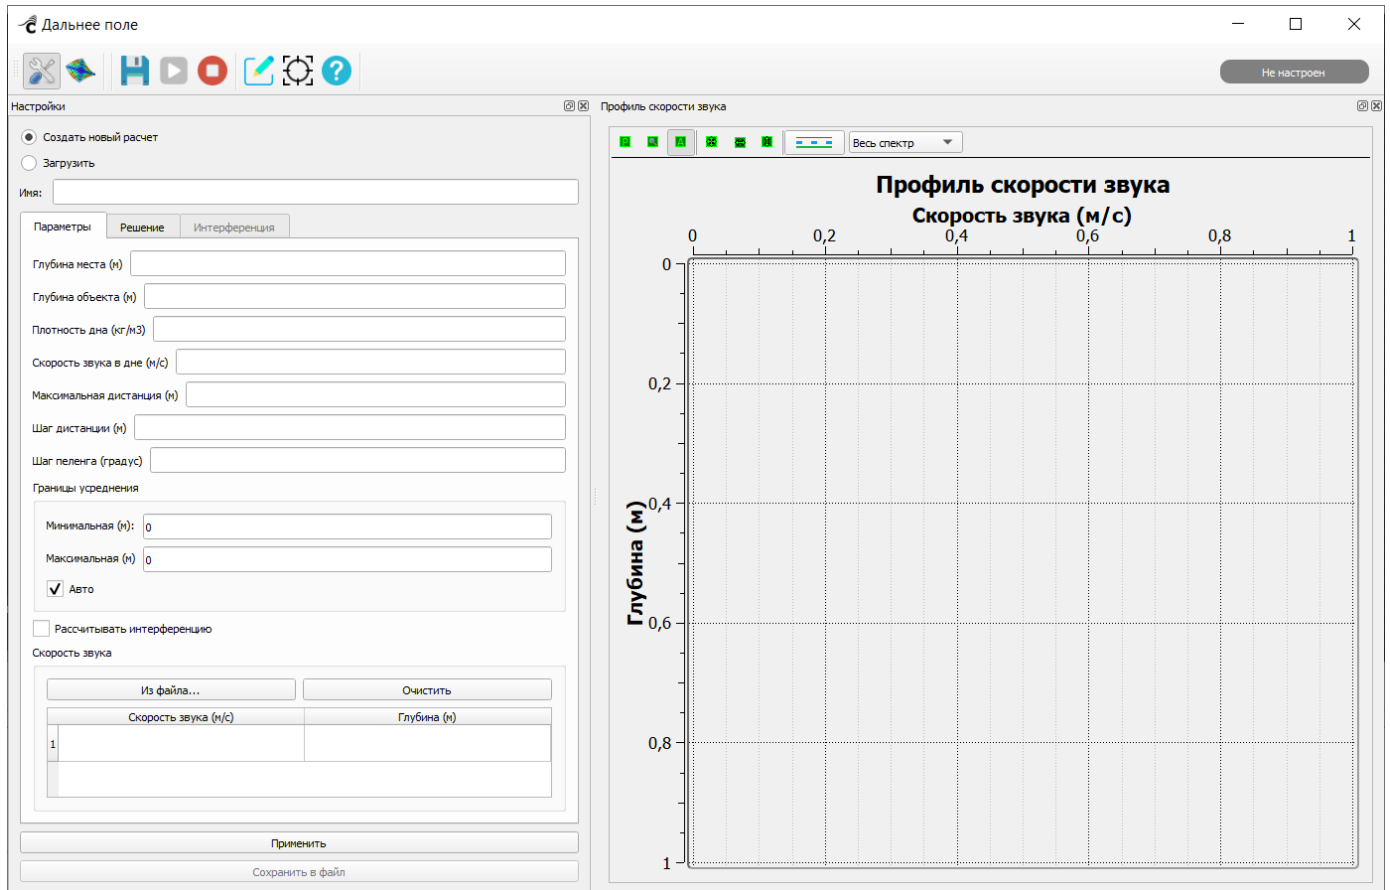 Дальнее поле
Не настроен
Настройки
Создать новый расчет
Загрузить
Имя:
Параметры Решение Интерференция
Глубина места (м)
Глубина объекта (м)
Плотность дна (кг/м3)
Скорость звука в дне (м/с)
Максимальная дистанция (м)
Шаг дистанции (м)
Шаг пеленга (градус)
Границы усреднения
Минимальная (м): 0
Максимальная (м) 0
Авто
Рассчитывать интерференцию
Скорость звука
Из файла... Очистить
Скорость звука (м/с) Глубина (м)
1
Применить
Сохранить в файл
Профиль скорости звука
P A Весь спектр
Профиль скорости звука
Скорость звука (м/с)
0 0,2 0,4 0,6 0,8 1
0
0,2
0,4
0,6
0,8
1
Глубина (м)